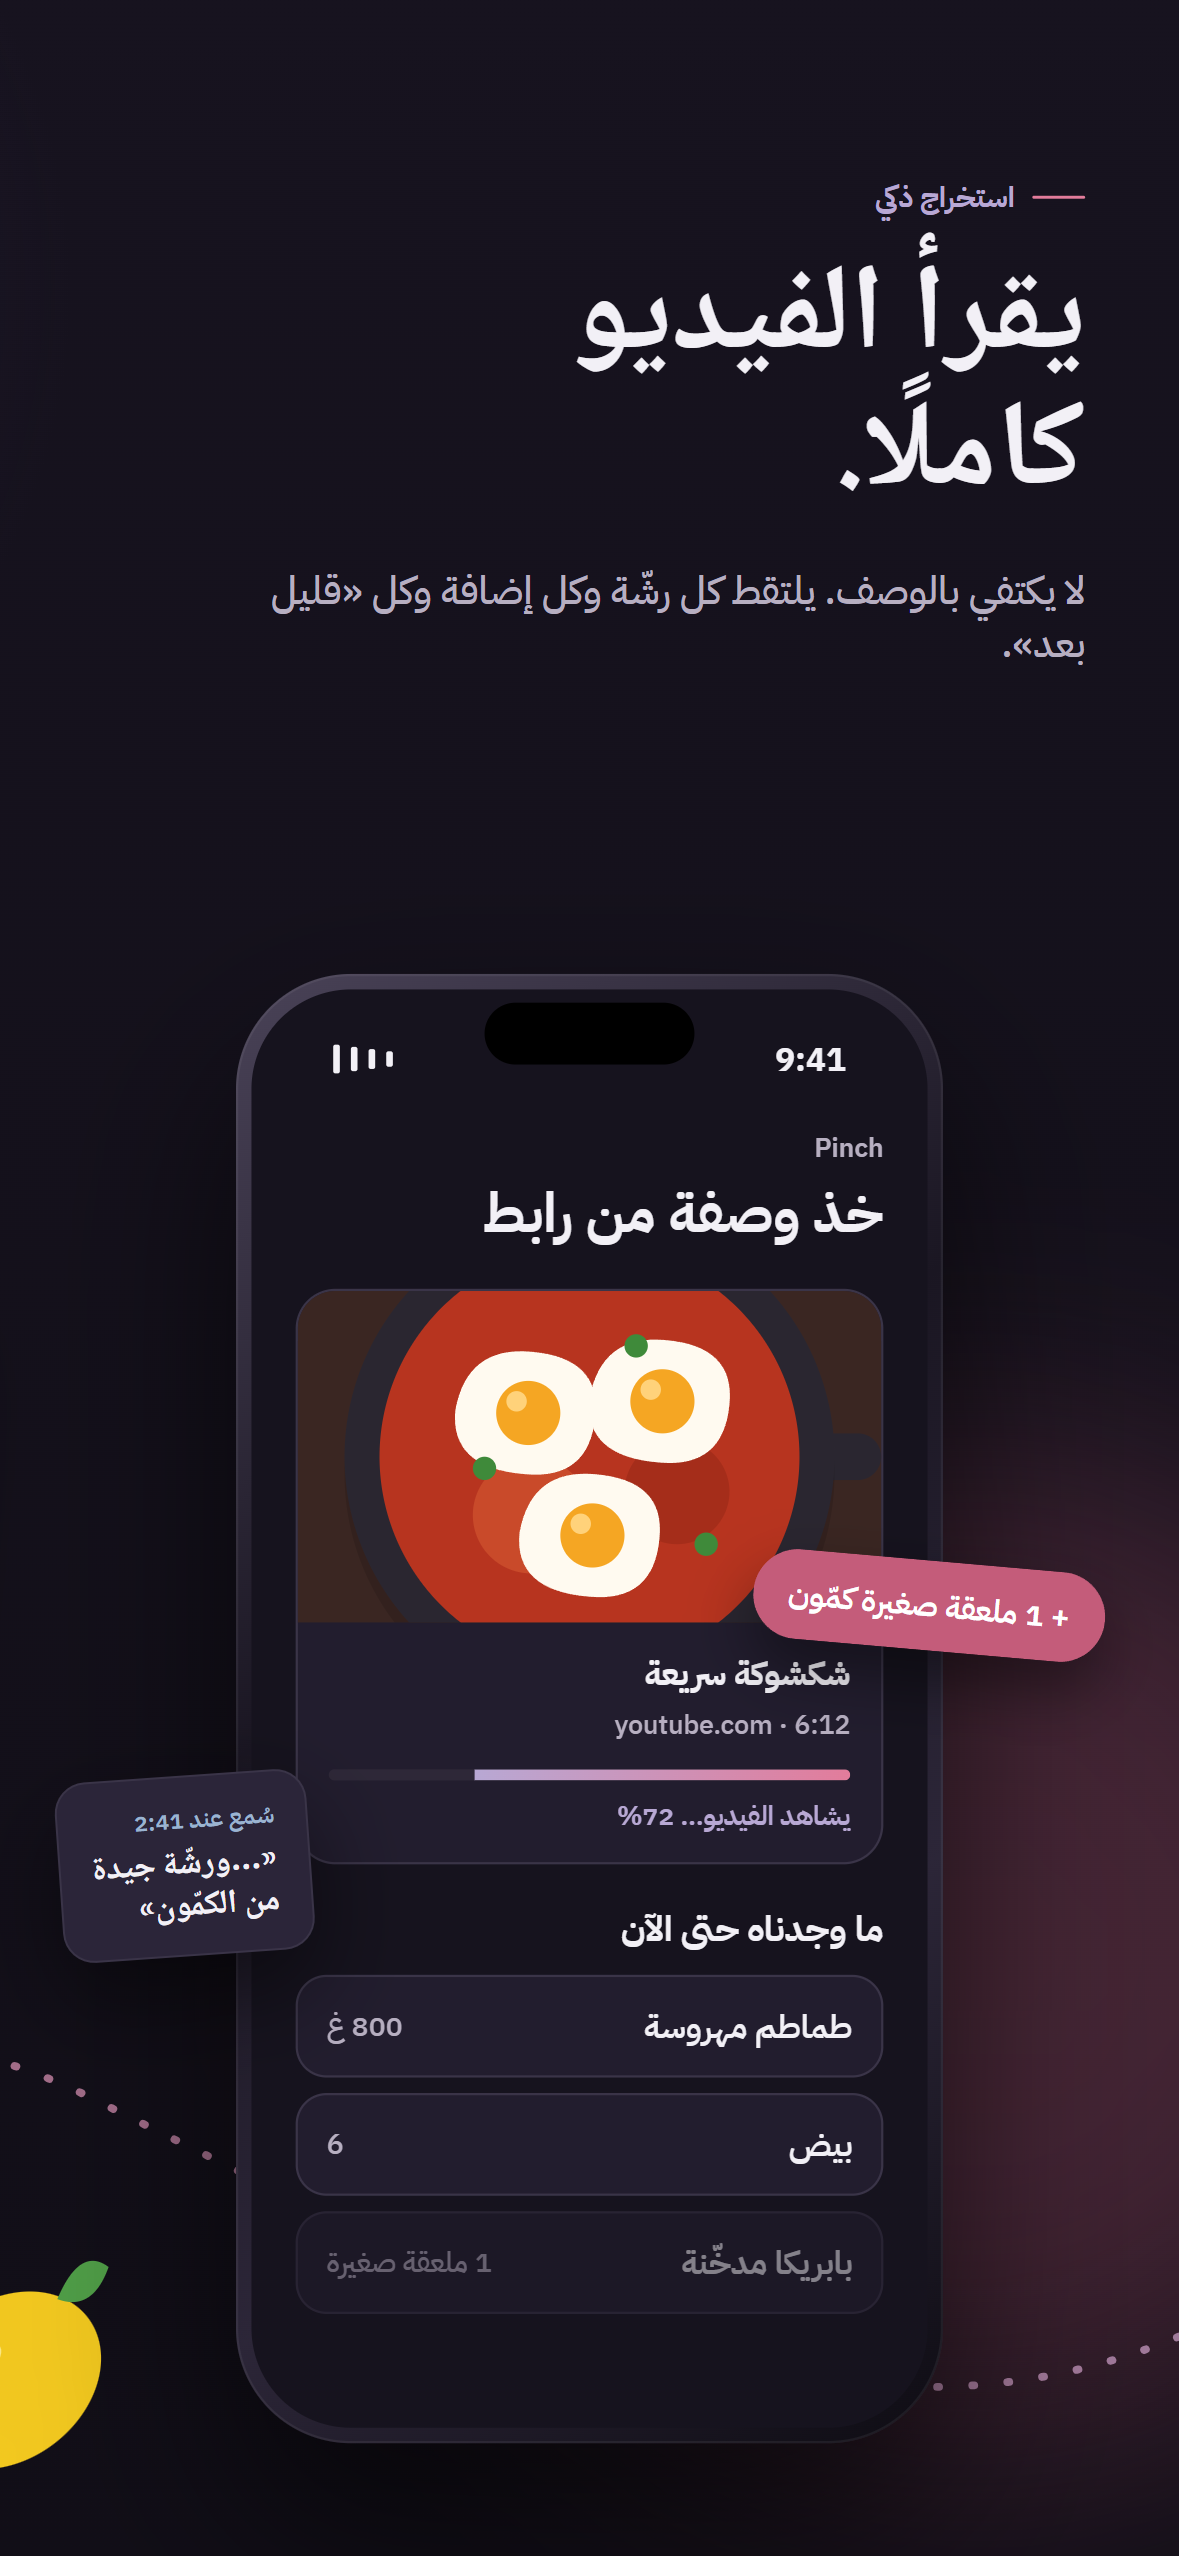 استخراج ذكي
يقرأ الفيديو
كاملًا.
لا يكتفي بالوصف. يلتقط كل رشّة وكل إضافة وكل «قليل
بعد».
9:41
Pinch
خذ وصفة من رابط
+ 1 ملعقة صغيرة كمّون
شكشوكة سريعة
youtube.com · 6:12
يشاهد الفيديو… 72%
سُمع عند 2:41
«…ورشّة جيدة
من الكمّون»
ما وجدناه حتى الآن
طماطم مهروسة 800 غ
بيض 6
بابريكا مدخّنة 1 ملعقة صغيرة